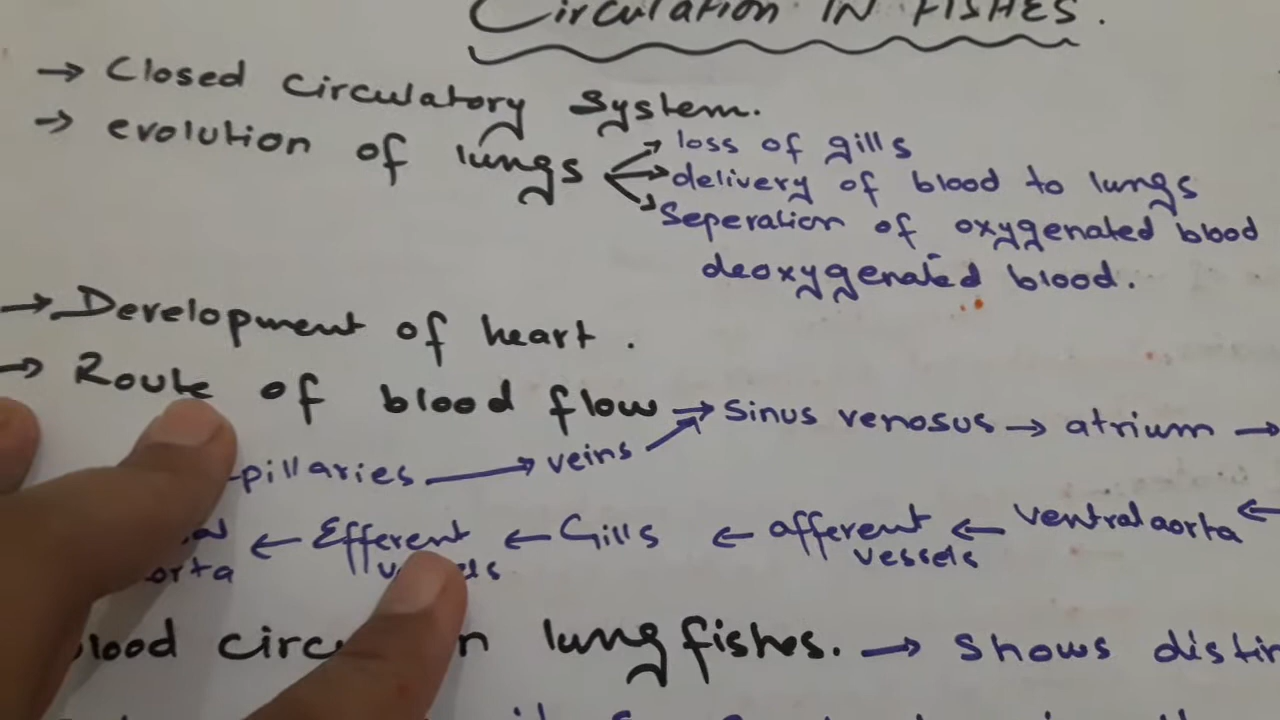 Circulation IN FISHES.
→ Closed circulatory System.
→ evolution of lungs → loss of gills
→ delivery of blood to lungs
→ Seperation of oxygenated blood
deoxygenated blood.
→ Development of heart.
→ Route of blood flow → Sinus venosus → atrium →
pillaries → veins
← Efferent ← Gills ← afferent vessels ← ventral aorta ←
blood in lung fishes. → Shows